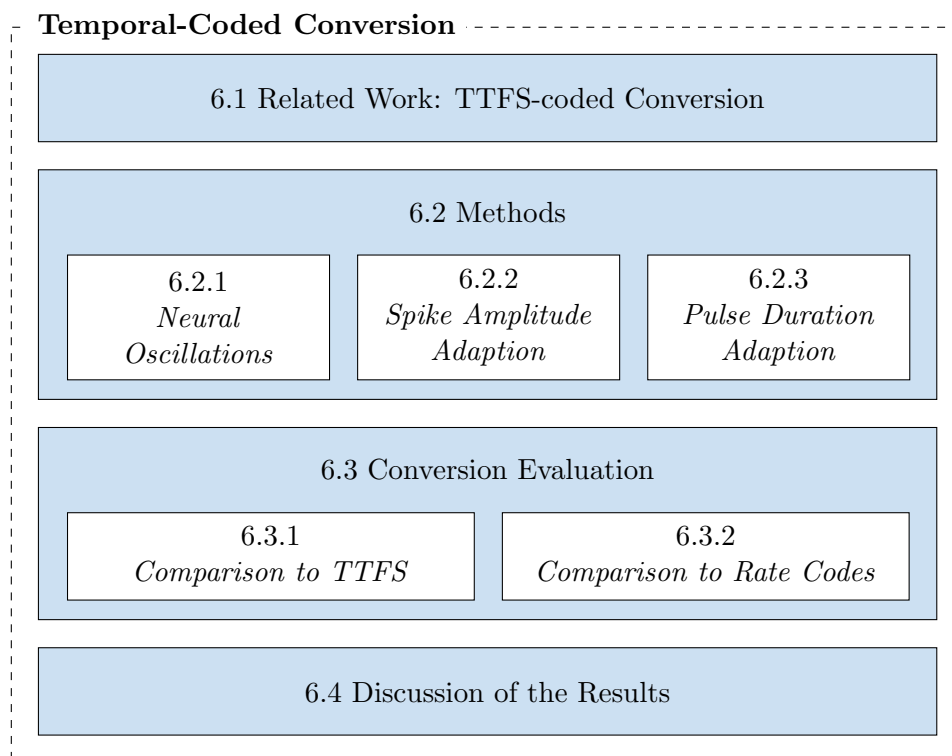 Temporal-Coded Conversion
6.1 Related Work: TTFS-coded Conversion
6.2 Methods
6.2.1
Neural
Oscillations
6.2.2
Spike Amplitude
Adaption
6.2.3
Pulse Duration
Adaption
6.3 Conversion Evaluation
6.3.1
Comparison to TTFS
6.3.2
Comparison to Rate Codes
6.4 Discussion of the Results